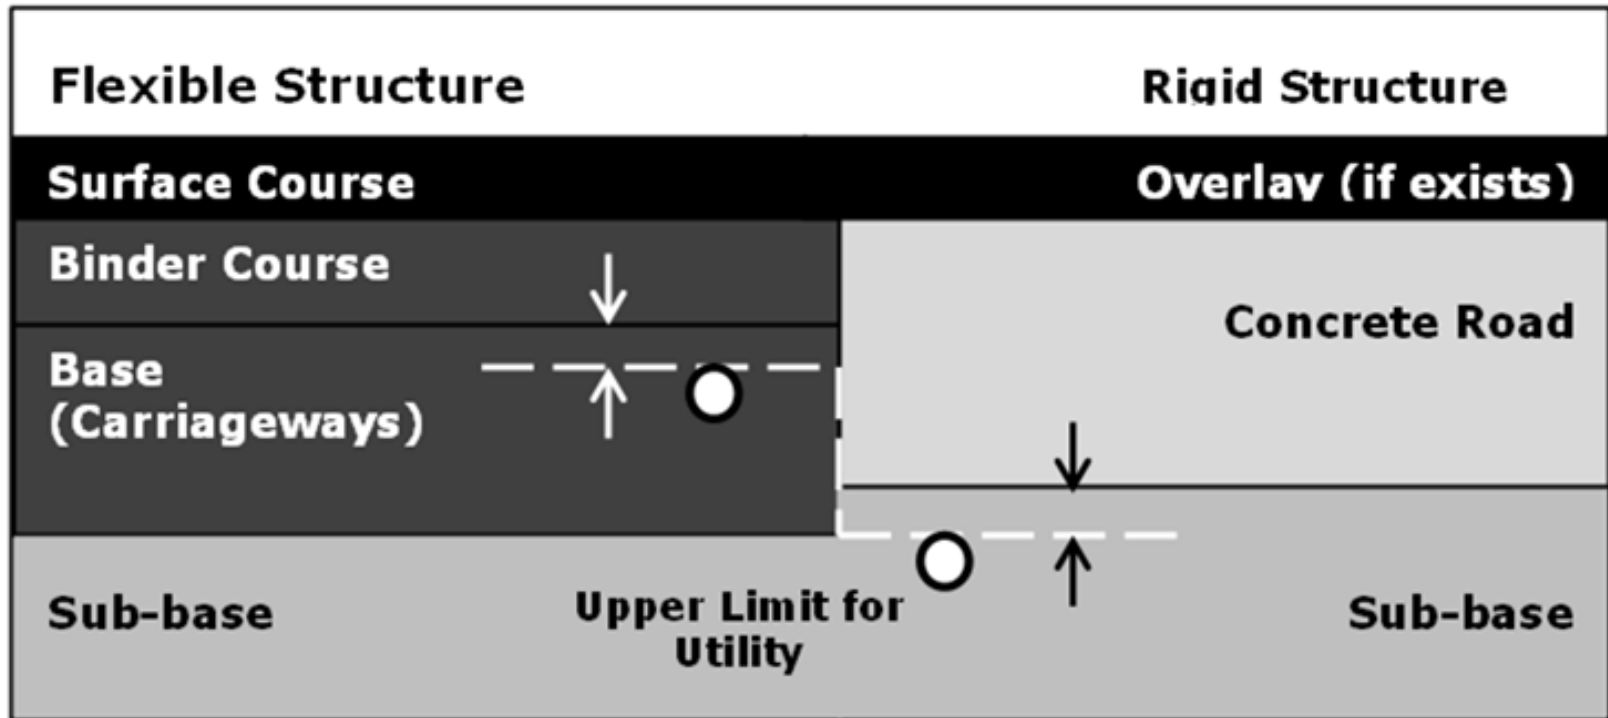 Flexible Structure
Rigid Structure
Surface Course
Overlay (if exists)
Binder Course
Concrete Road
Base
(Carriageways)
Sub-base
Upper Limit for
Utility
Sub-base